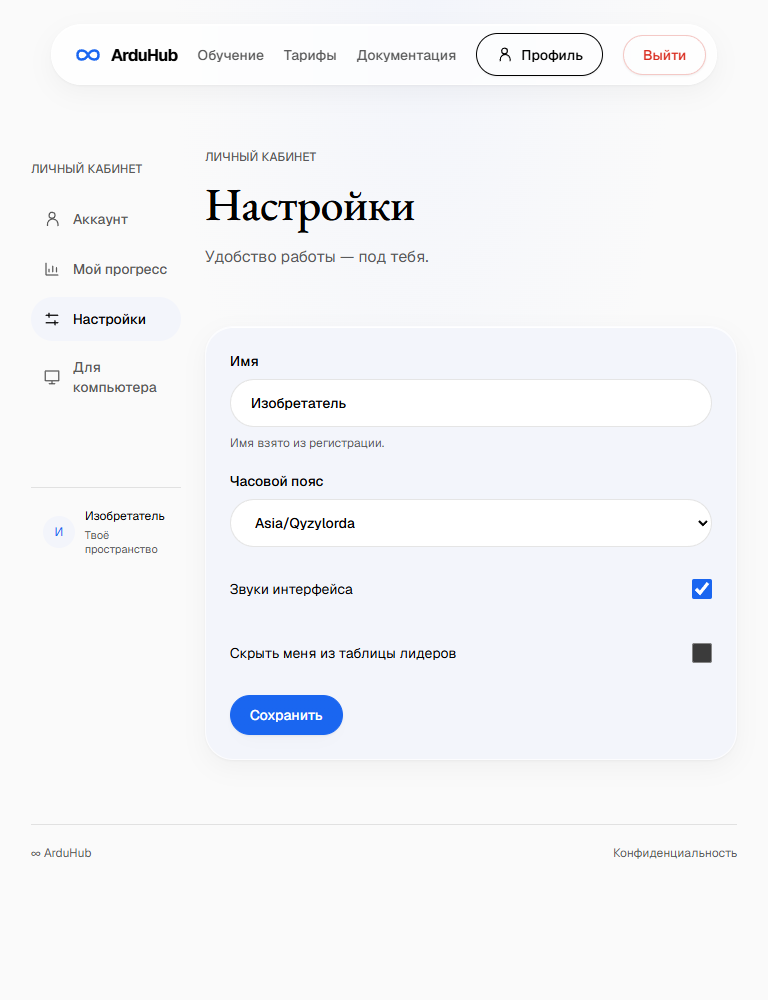 ArduHub
Обучение
Тарифы
Документация
Профиль
Выйти
ЛИЧНЫЙ КАБИНЕТ
Аккаунт
Мой прогресс
Настройки
Для
компьютера
И
Изобретатель
Твоё
пространство
ЛИЧНЫЙ КАБИНЕТ
Настройки
Удобство работы — под тебя.
Имя
Изобретатель
Имя взято из регистрации.
Часовой пояс
Asia/Qyzylorda
Звуки интерфейса
Скрыть меня из таблицы лидеров
Сохранить
∞ ArduHub
Конфиденциальность